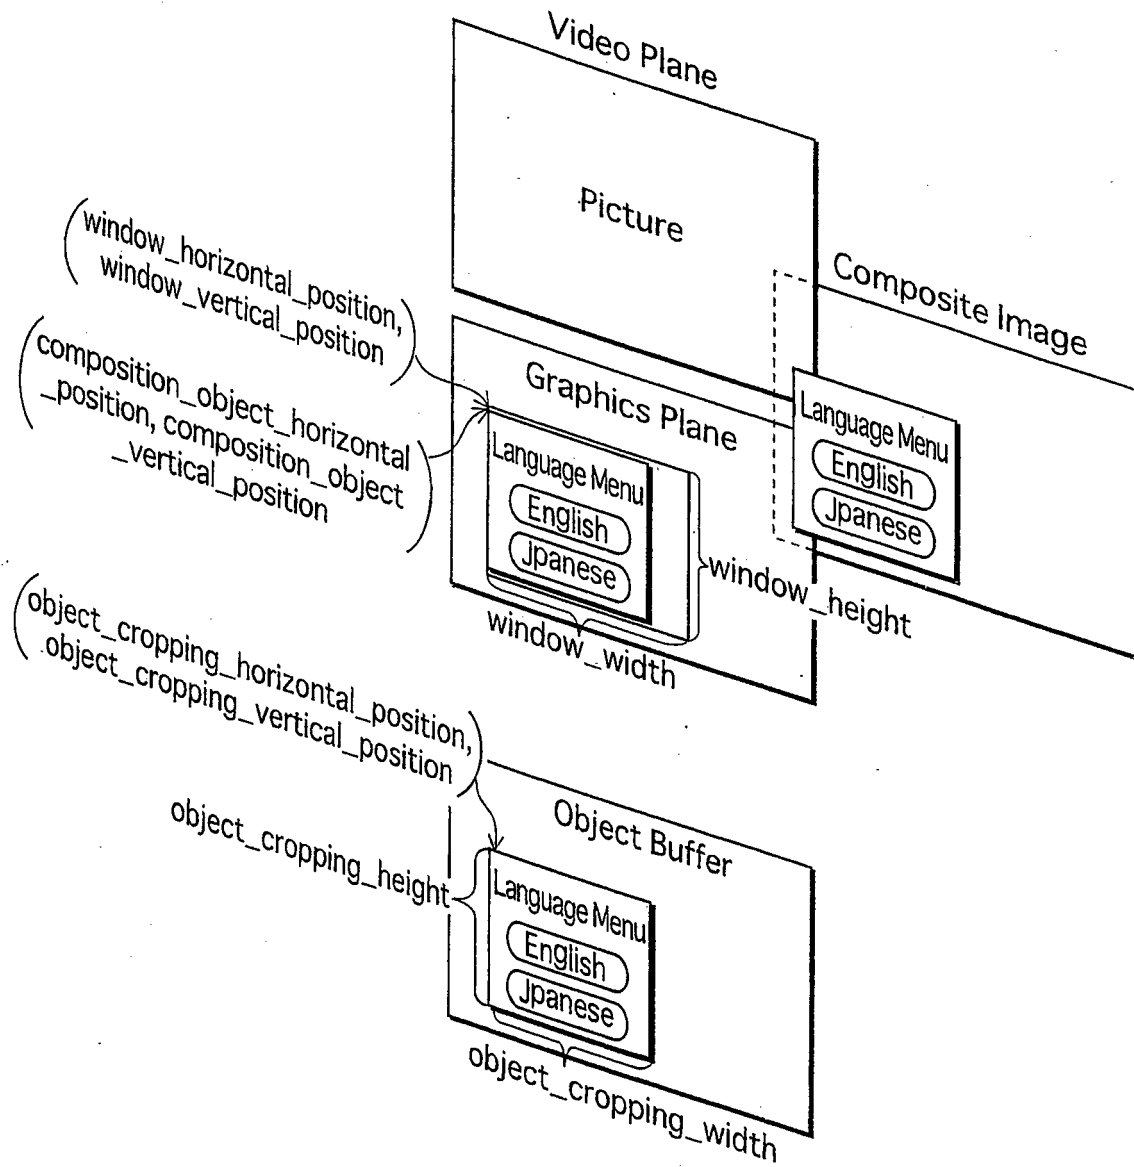 Video Plane
Picture
window_horizontal_position,
window_vertical_position
Composite Image
composition_object_horizontal
_position, composition_object
_vertical_position
Graphics Plane
Language Menu
English
Jpanese
Language Menu
English
Jpanese
window_height
window_width
object_cropping_horizontal_position,
object_cropping_vertical_position
Object Buffer
object_cropping_height
Language Menu
English
Jpanese
object_cropping_width